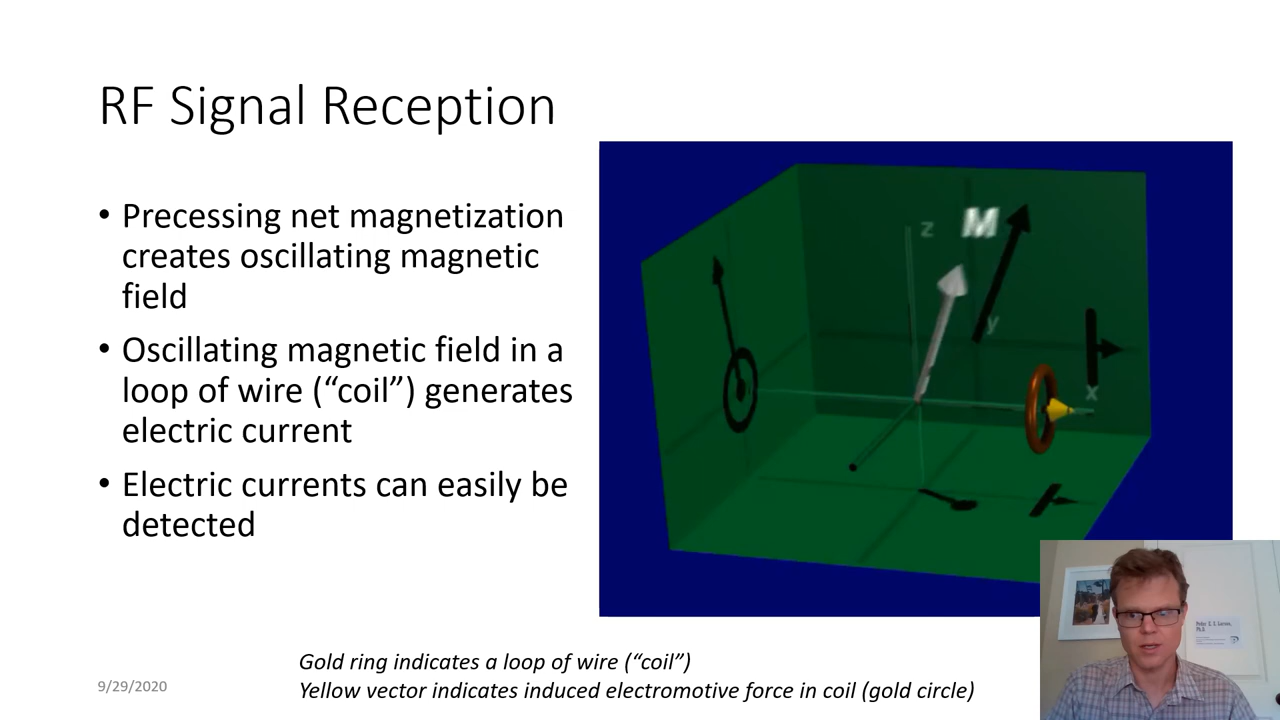 RF Signal Reception
• Precessing net magnetization
creates oscillating magnetic
field
• Oscillating magnetic field in a
loop of wire (“coil”) generates
electric current
• Electric currents can easily be
detected
z
M
y
x
Gold ring indicates a loop of wire (“coil”)
Yellow vector indicates induced electromotive force in coil (gold circle)
9/29/2020